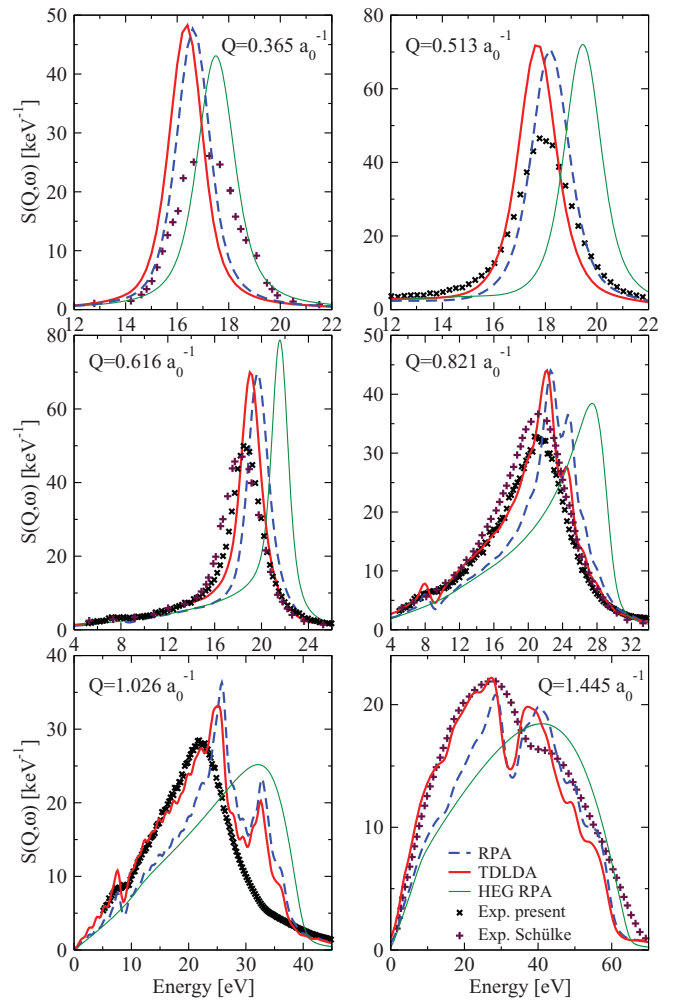 Q=0.365 a₀⁻¹
Q=0.513 a₀⁻¹
50
40
30
20
10
0
S(Q,ω) [keV⁻¹]
12 14 16 18 20 22
80
60
40
20
0
12 14 16 18 20 22
Q=0.616 a₀⁻¹
Q=0.821 a₀⁻¹
80
60
40
20
0
S(Q,ω) [keV⁻¹]
4 8 12 16 20 24
50
40
30
20
10
0
4 8 12 16 20 24 28 32
Q=1.026 a₀⁻¹
Q=1.445 a₀⁻¹
40
30
20
10
0
S(Q,ω) [keV⁻¹]
0 10 20 30 40
Energy [eV]
20
10
0
RPA
TDLDA
HEG RPA
Exp. present
Exp. Schülke
0 20 40 60
Energy [eV]